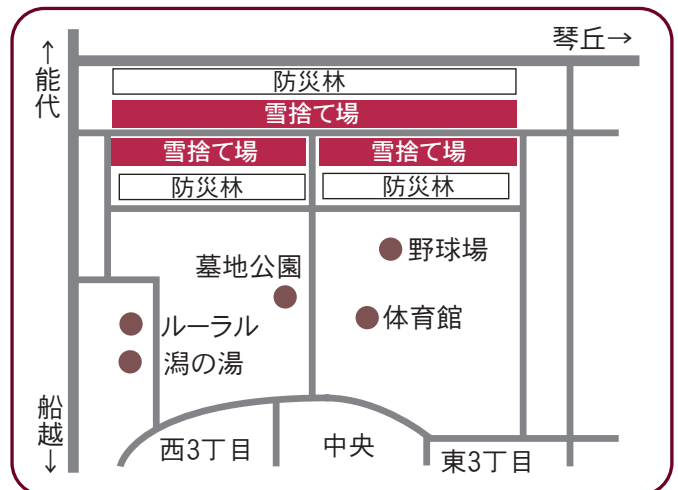 琴丘→
↑能代
防災林
雪捨て場
雪捨て場
雪捨て場
防災林
防災林
野球場
墓地公園
体育館
ルーラル
潟の湯
船越↓
西3丁目
中央
東3丁目